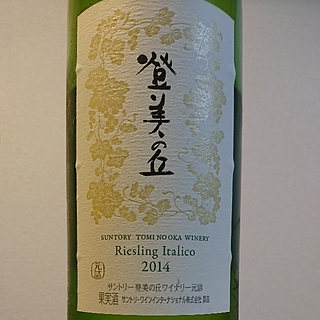 登美の丘
SUNTORY TOMI NO OKA WINERY
Riesling Italico
2014
サントリー登美の丘ワイナリー元詰
果実酒 サントリーワインインターナショナル株式会社 製造